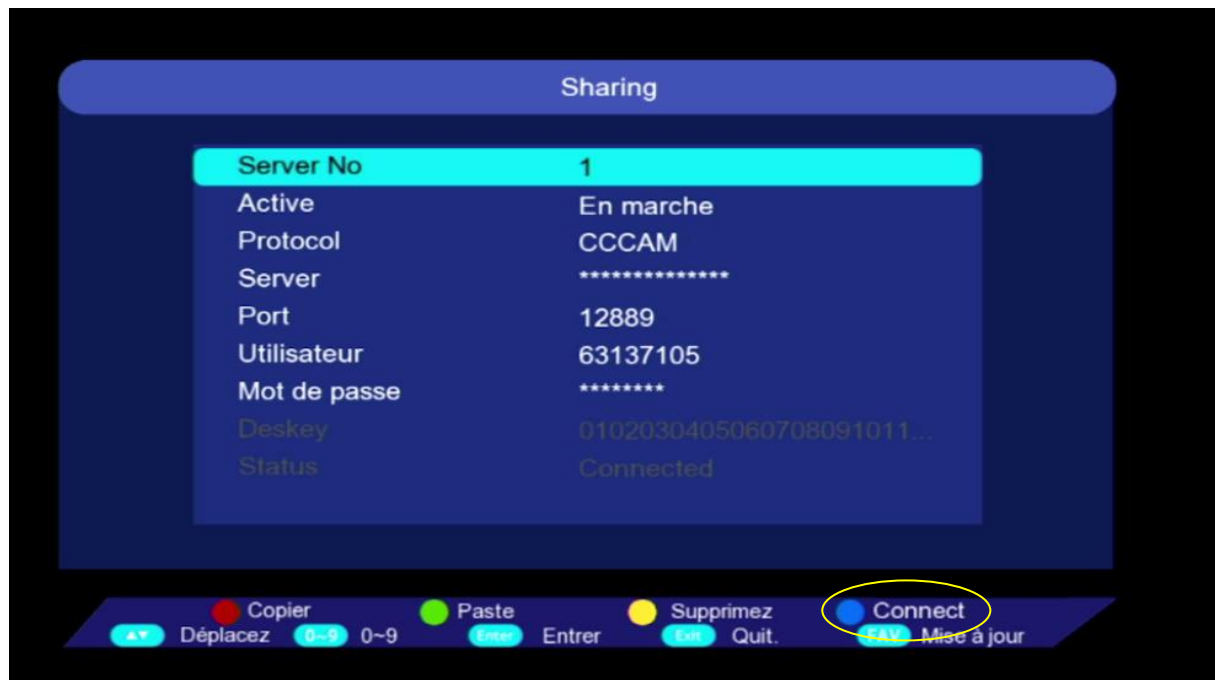 Sharing
Server No 1
Active En marche
Protocol CCCAM
Server **************
Port 12889
Utilisateur 63137105
Mot de passe ********
Deskey 0102030405060708091011...
Status Connected
Copier Paste Supprimez Connect
Déplacez 0~9 0~9 Enter Entrer Exit Quit. FAV Mise à jour